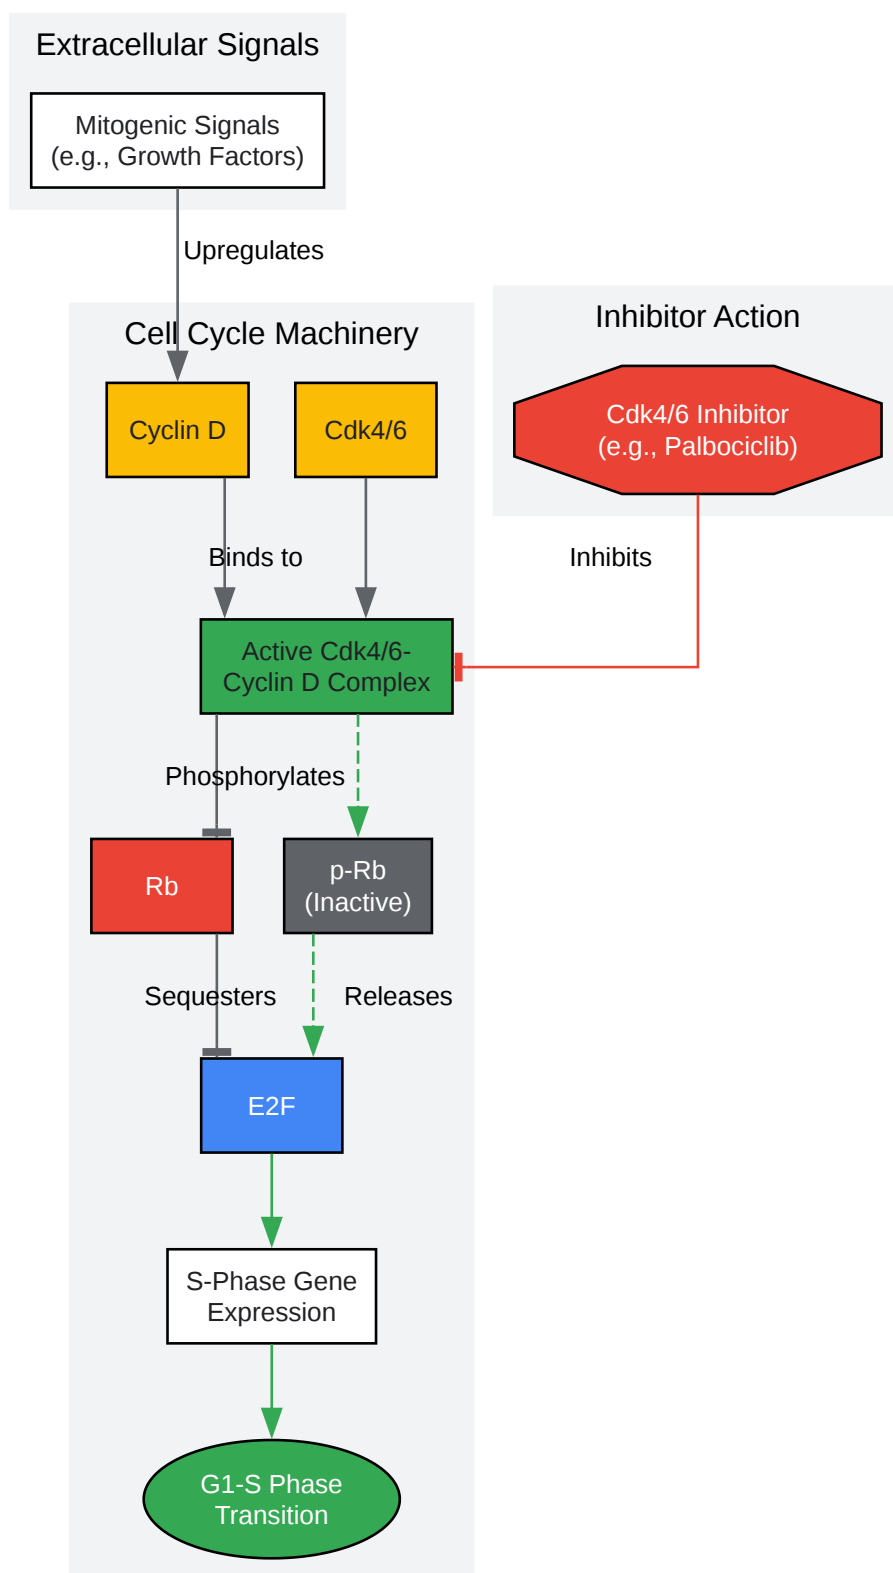 Extracellular Signals
Mitogenic Signals
(e.g., Growth Factors)
Upregulates
Cell Cycle Machinery
Inhibitor Action
Cyclin D
Cdk4/6
Cdk4/6 Inhibitor
(e.g., Palbociclib)
Binds to
Inhibits
Active Cdk4/6-
Cyclin D Complex
Phosphorylates
Rb
p-Rb
(Inactive)
Sequesters
Releases
E2F
S-Phase Gene
Expression
G1-S Phase
Transition